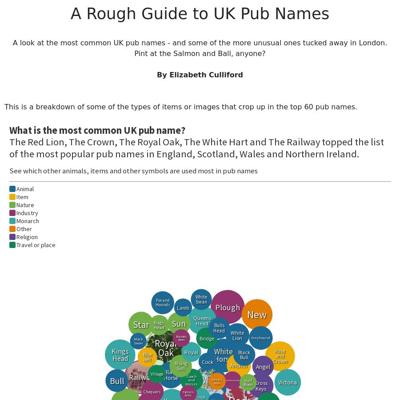 A Rough Guide to UK Pub Names
A look at the most common UK pub names - and some of the more unusual ones tucked away in London.
Pint at the Salmon and Ball, anyone?
By Elizabeth Culliford
This is a breakdown of some of the types of items or images that crop up in the top 60 pub names.
What is the most common UK pub name?
The Red Lion, The Crown, The Royal Oak, The White Hart and The Railway topped the list
of the most popular pub names in England, Scotland, Wales and Northern Ireland.
See which other animals, items and other symbols are used most in pub names
Animal
Item
Nature
Industry
Monarch
Other
Religion
Travel or place
White
Swan
Lamb
Plough
New
Star
Sun
Queens
Head
Bulls
Head
White
Lion
Bridge
Kings
Head
Royal
Oak
White
Black
Bull
Cock
Angel
Bull
Cross
Keys
Victoria